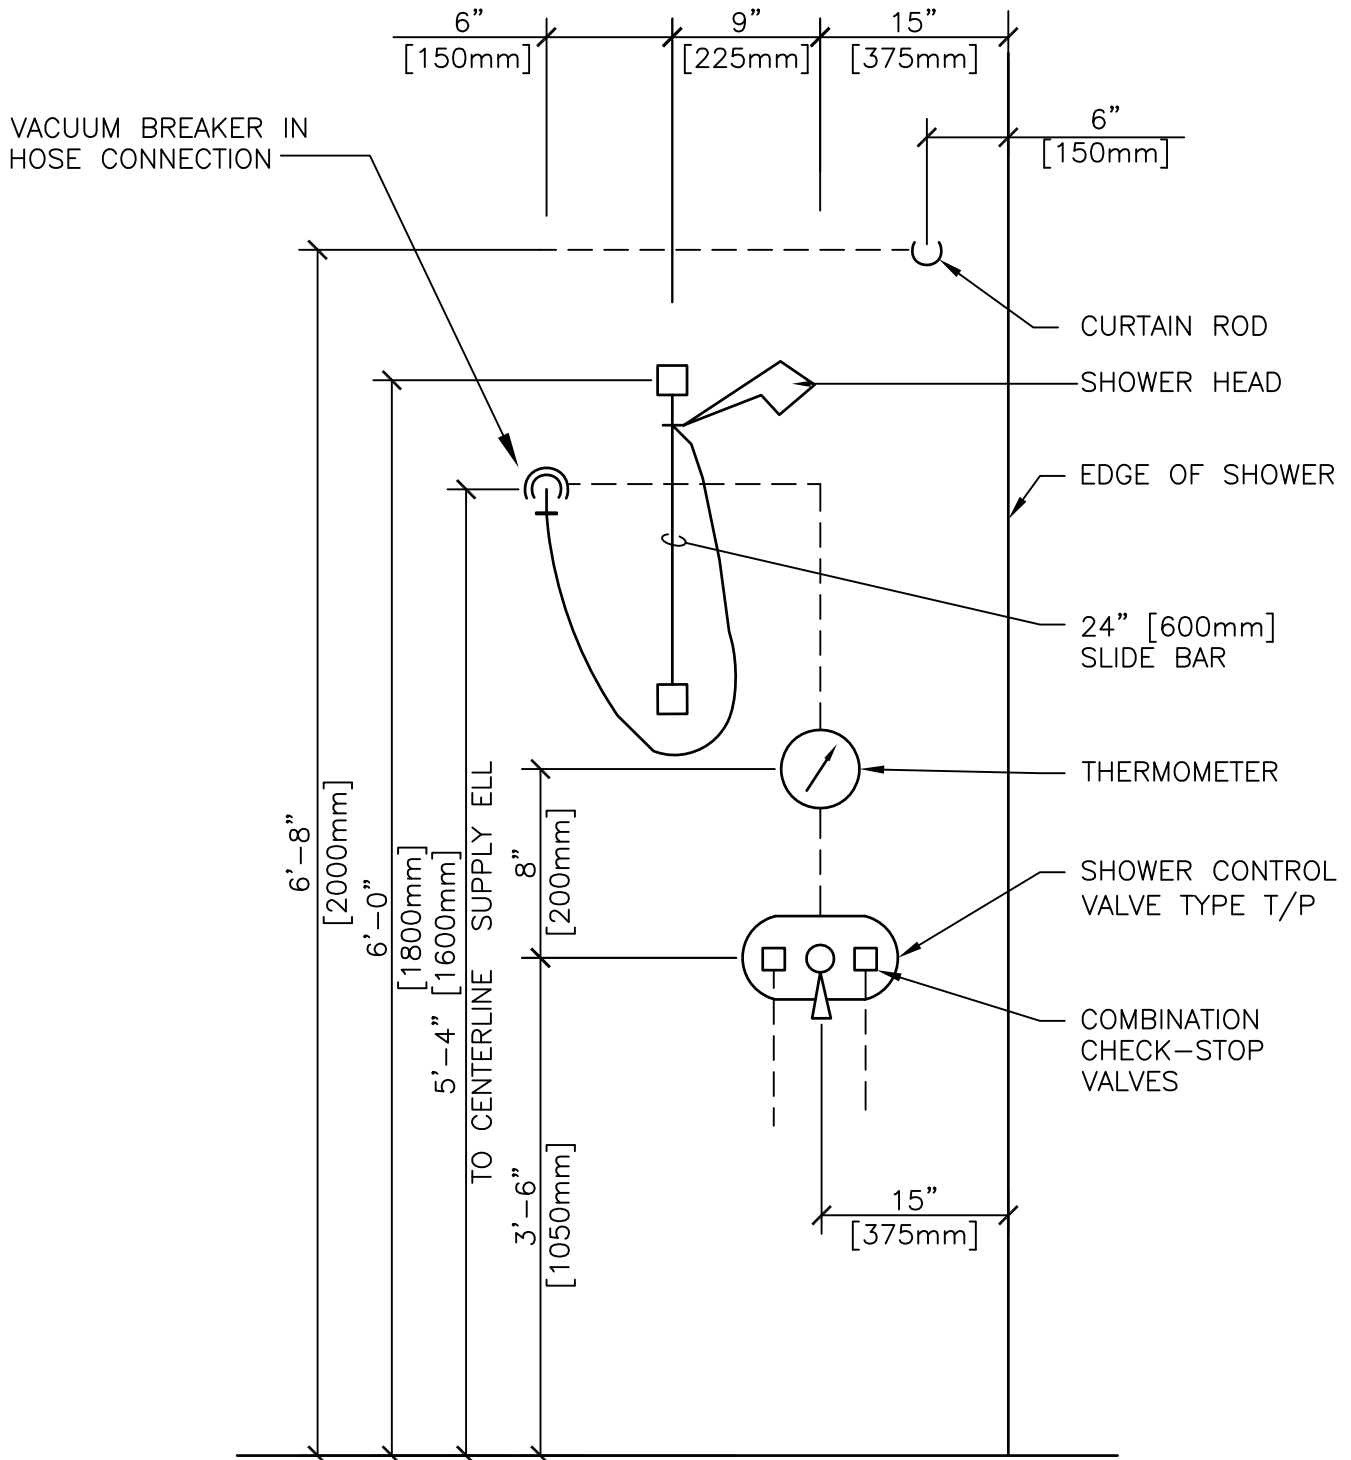 6” 9” 15”
[150mm] [225mm] [375mm]
6”
[150mm]
VACUUM BREAKER IN
HOSE CONNECTION
CURTAIN ROD
SHOWER HEAD
EDGE OF SHOWER
24” [600mm]
SLIDE BAR
THERMOMETER
SHOWER CONTROL
VALVE TYPE T/P
COMBINATION
CHECK–STOP
VALVES
6'–8”
[2000mm]
6'–0”
[1800mm]
5'–4” [1600mm]
TO CENTERLINE SUPPLY ELL
8”
[200mm]
3'–6”
[1050mm]
15”
[375mm]